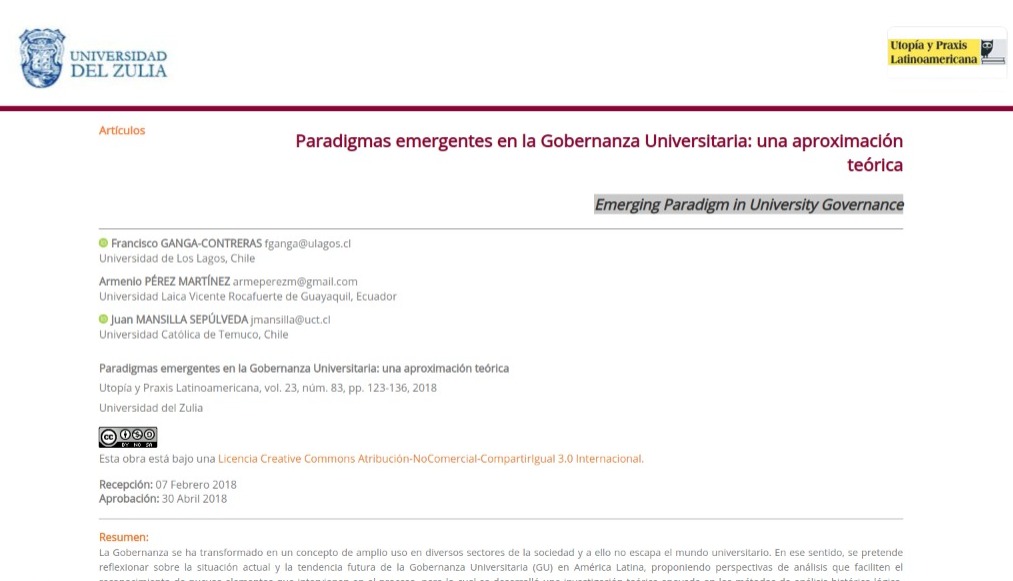 UNIVERSIDAD
DEL ZULIA
Utopía y Praxis
Latinoamericana
Artículos
Paradigmas emergentes en la Gobernanza Universitaria: una aproximación
teórica
Emerging Paradigm in University Governance
Francisco GANGA-CONTRERAS fganga@ulagos.cl
Universidad de Los Lagos, Chile
Armenio PÉREZ MARTÍNEZ armeperezm@gmail.com
Universidad Laica Vicente Rocafuerte de Guayaquil, Ecuador
Juan MANSILLA SEPÚLVEDA jmansilla@uct.cl
Universidad Católica de Temuco, Chile
Paradigmas emergentes en la Gobernanza Universitaria: una aproximación teórica
Utopía y Praxis Latinoamericana, vol. 23, núm. 83, pp. 123-136, 2018
Universidad del Zulia
cc
BY NC SA
Esta obra está bajo una Licencia Creative Commons Atribución-NoComercial-CompartirIgual 3.0 Internacional.
Recepción: 07 Febrero 2018
Aprobación: 30 Abril 2018
Resumen:
La Gobernanza se ha transformado en un concepto de amplio uso en diversos sectores de la sociedad y a ello no escapa el mundo universitario. En ese sentido, se pretende
reflexionar sobre la situación actual y la tendencia futura de la Gobernanza Universitaria (GU) en América Latina, proponiendo perspectivas de análisis que faciliten el